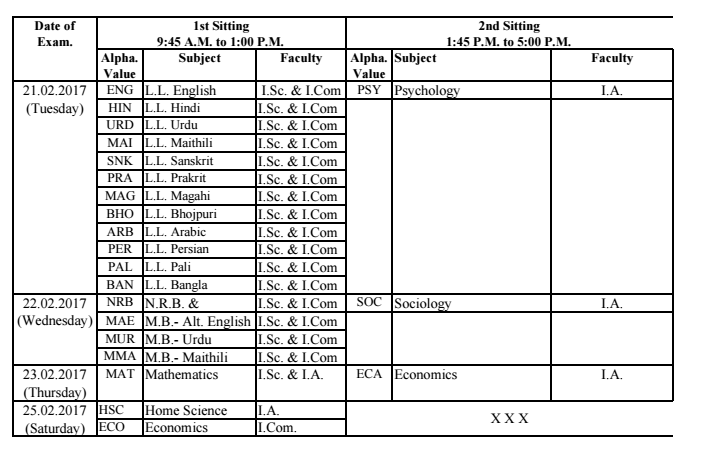 Date of Exam. 1st Sitting 2nd Sitting
9:45 A.M. to 1:00 P.M. 1:45 P.M. to 5:00 P.M.
Alpha. Value Subject Faculty Alpha. Value Subject Faculty
21.02.2017 ENG L.L. English I.Sc. & I.Com PSY Psychology I.A.
(Tuesday) HIN L.L. Hindi I.Sc. & I.Com
URD L.L. Urdu I.Sc. & I.Com
MAI L.L. Maithili I.Sc. & I.Com
SNK L.L. Sanskrit I.Sc. & I.Com
PRA L.L. Prakrit I.Sc. & I.Com
MAG L.L. Magahi I.Sc. & I.Com
BHO L.L. Bhojpuri I.Sc. & I.Com
ARB L.L. Arabic I.Sc. & I.Com
PER L.L. Persian I.Sc. & I.Com
PAL L.L. Pali I.Sc. & I.Com
BAN L.L. Bangla I.Sc. & I.Com
22.02.2017 NRB N.R.B. & I.Sc. & I.Com SOC Sociology I.A.
(Wednesday) MAE M.B.- Alt. English I.Sc. & I.Com
MUR M.B.- Urdu I.Sc. & I.Com
MMA M.B.- Maithili I.Sc. & I.Com
23.02.2017 MAT Mathematics I.Sc. & I.A. ECA Economics I.A.
(Thursday)
25.02.2017 HSC Home Science I.A. X X X
(Saturday) ECO Economics I.Com.